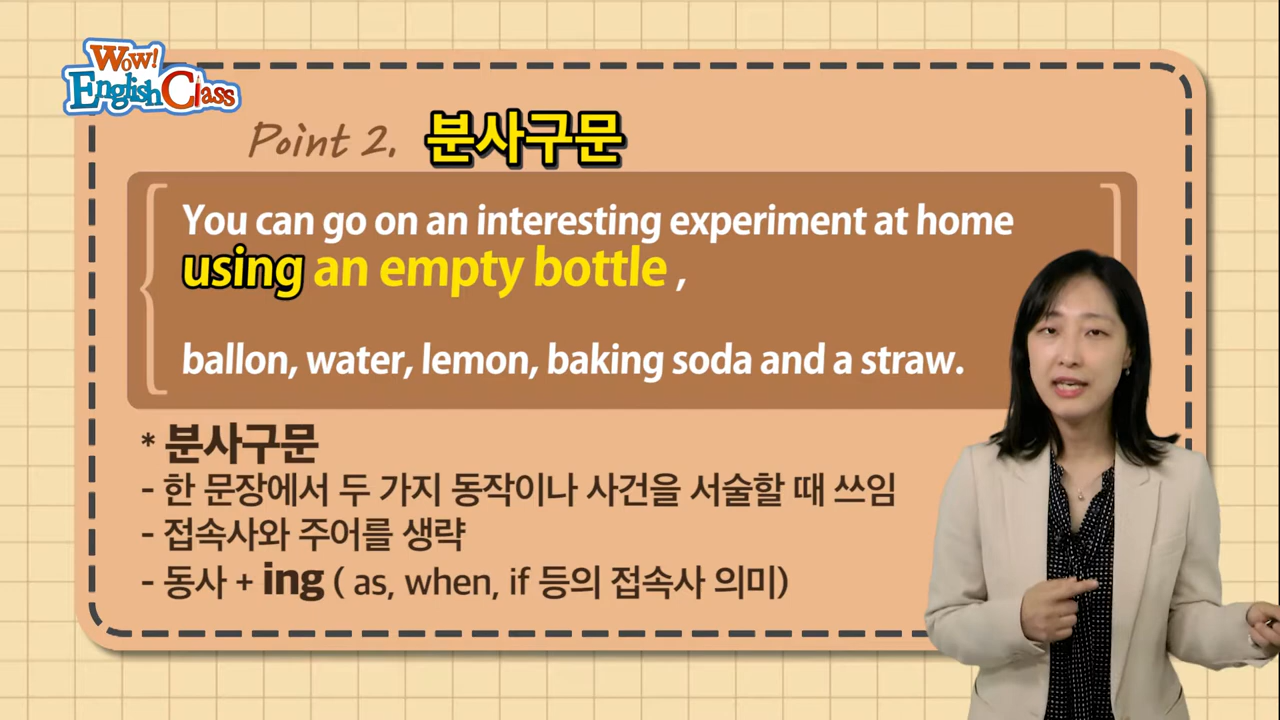 Wow!
English Class
Point 2. 분사구문
You can go on an interesting experiment at home
using an empty bottle ,
ballon, water, lemon, baking soda and a straw.
* 분사구문
- 한 문장에서 두 가지 동작이나 사건을 서술할 때 쓰임
- 접속사와 주어를 생략
- 동사 + ing ( as, when, if 등의 접속사 의미)